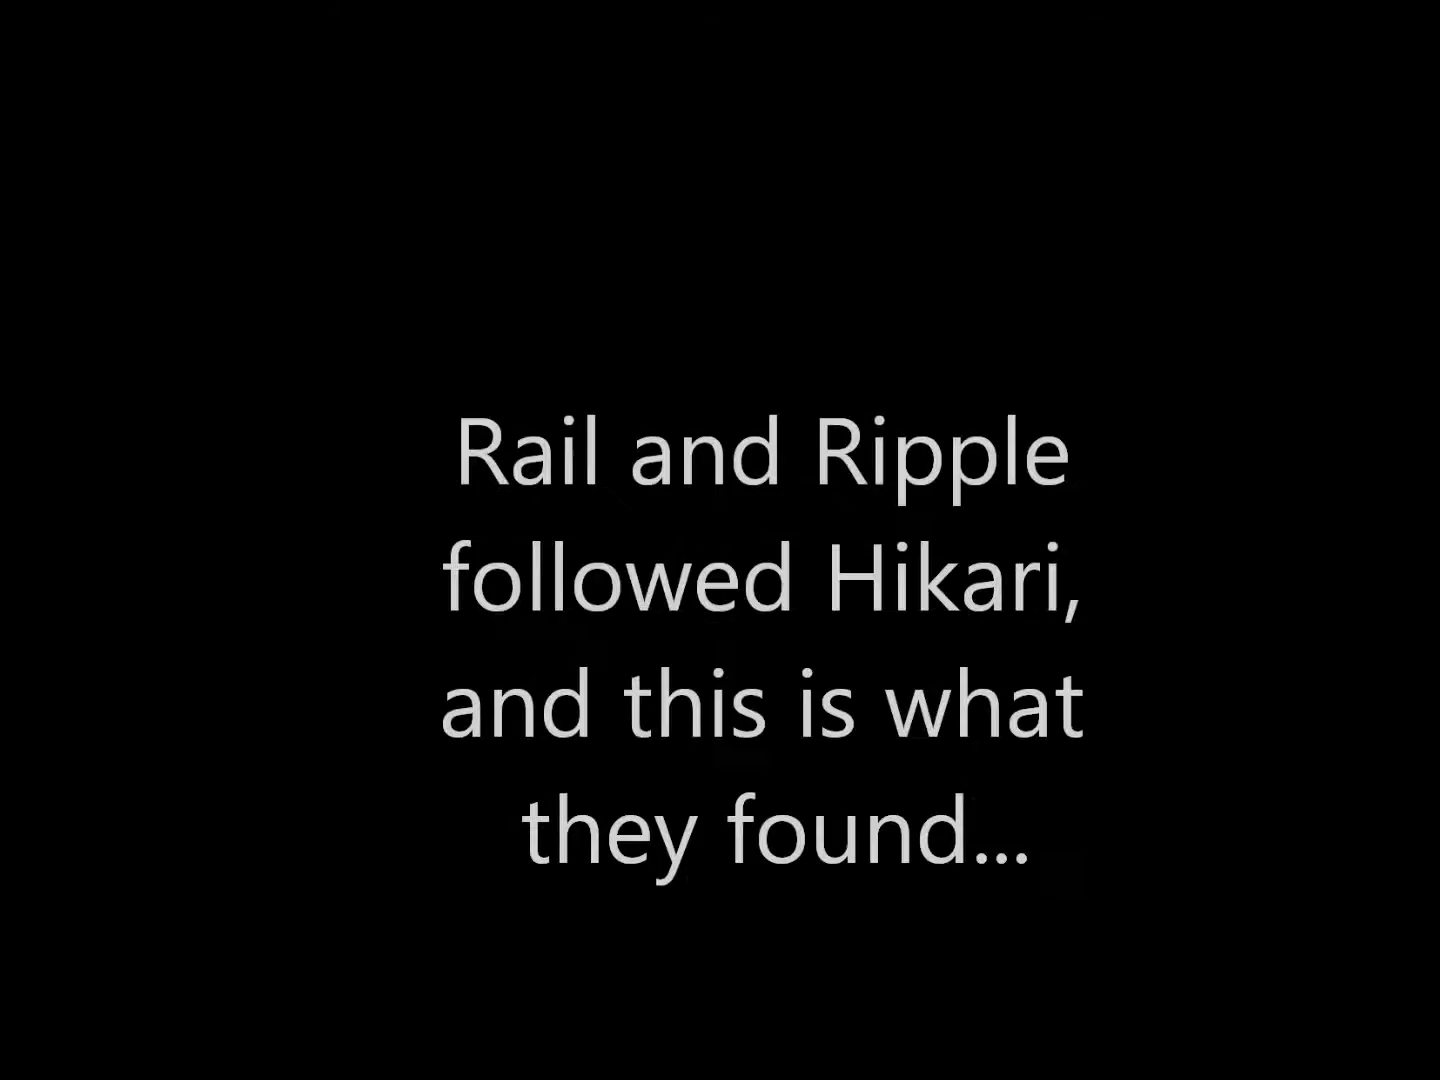 Rail and Ripple
followed Hikari,
and this is what
they found...